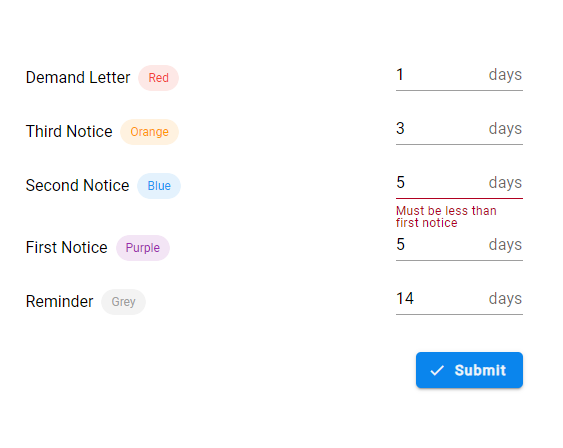 Demand Letter Red 1 days
Third Notice Orange 3 days
Second Notice Blue 5 days
Must be less than
first notice
First Notice Purple 5 days
Reminder Grey 14 days
Submit